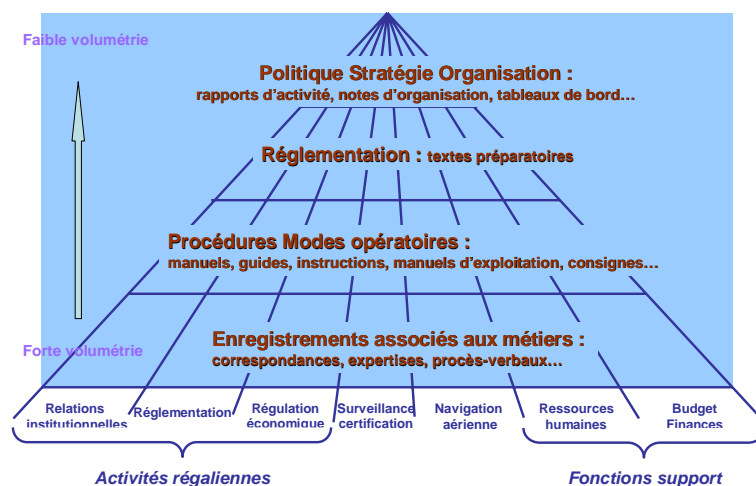 Faible volumétrie
Politique Stratégie Organisation :
rapports d'activité, notes d'organisation, tableaux de bord…
Réglementation : textes préparatoires
Procédures Modes opératoires :
manuels, guides, instructions, manuels d'exploitation, consignes…
Enregistrements associés aux métiers :
Forte volumétrie
correspondances, expertises, procès-verbaux…
Relations
institutionnelles
Réglementation
Régulation
économique
Surveillance
certification
Navigation
aérienne
Ressources
humaines
Budget
Finances
Activités régaliennes
Fonctions support